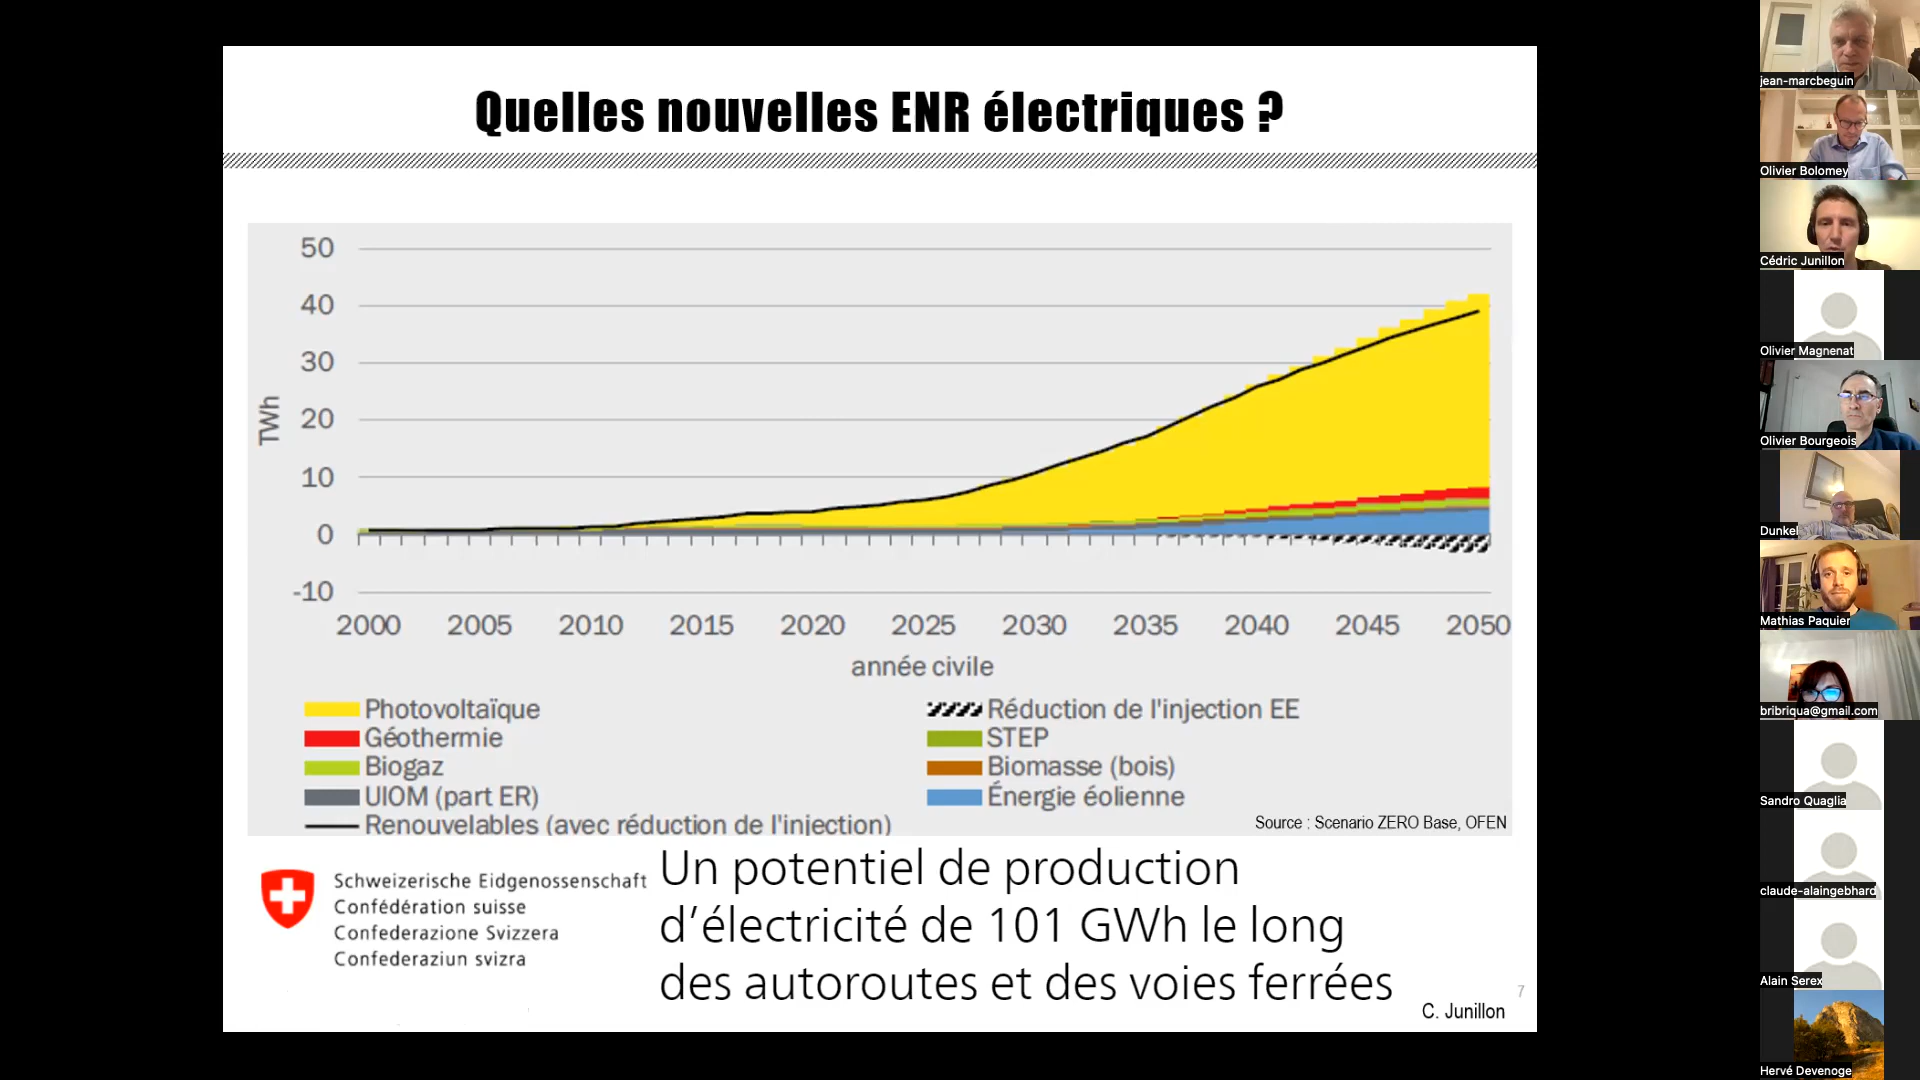 Quelles nouvelles ENR électriques ?
50
40
30
20
10
0
-10
TWh
2000 2005 2010 2015 2020 2025 2030 2035 2040 2045 2050
année civile
Photovoltaïque
Géothermie
Biogaz
UIOM (part ER)
Renouvelables (avec réduction de l'injection)
Réduction de l'injection EE
STEP
Biomasse (bois)
Énergie éolienne
Source : Scenario ZERO Base, OFEN
Schweizerische Eidgenossenschaft
Confédération suisse
Confederazione Svizzera
Confederaziun svizra
Un potentiel de production
d’électricité de 101 GWh le long
des autoroutes et des voies ferrées
7
C. Junillon
jean-marcbeguin
Olivier Bolomey
Cédric Junillon
Olivier Magnenat
Olivier Bourgeois
Dunkel
Mathias Paquier
bribriqua@gmail.com
Sandro Quaglia
claude-alaingebhard
Alain Serex
Hervé Devenoge